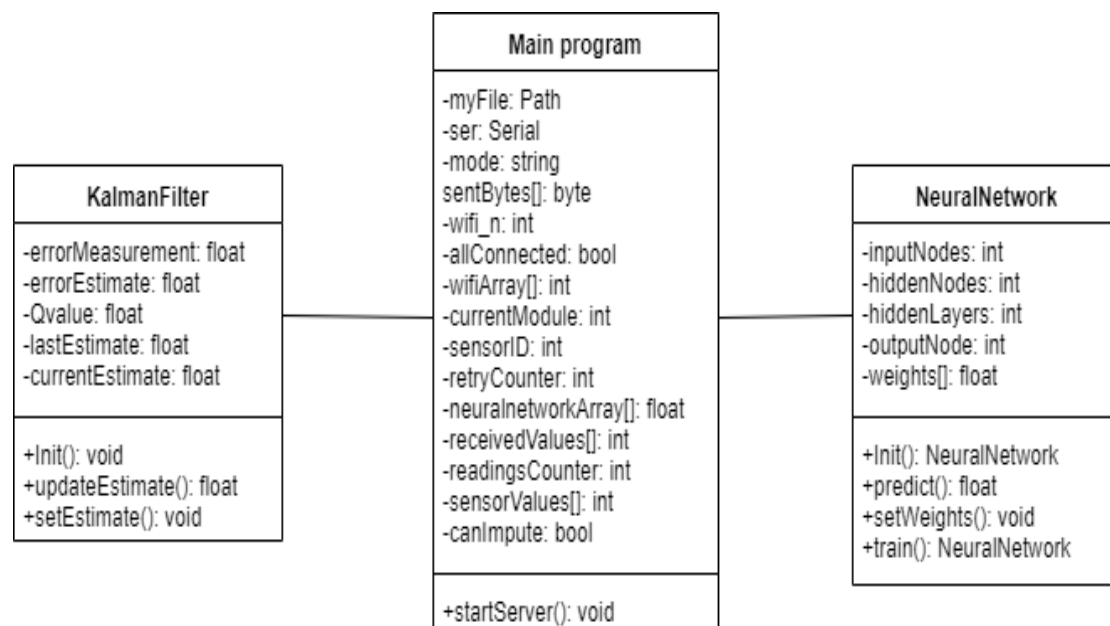 Main program
-myFile: Path
-ser: Serial
-mode: string
sentBytes[]: byte
-wifi_n: int
-allConnected: bool
-wifiArray[]: int
-currentModule: int
-sensorID: int
-retryCounter: int
-neuralnetworkArray[]: float
-receivedValues[]: int
-readingsCounter: int
-sensorValues[]: int
-canImpute: bool
+startServer(): void
KalmanFilter
-errorMeasurement: float
-errorEstimate: float
-Qvalue: float
-lastEstimate: float
-currentEstimate: float
+Init(): void
+updateEstimate(): float
+setEstimate(): void
NeuralNetwork
-inputNodes: int
-hiddenNodes: int
-hiddenLayers: int
-outputNode: int
-weights[]: float
+Init(): NeuralNetwork
+predict(): float
+setWeights(): void
+train(): NeuralNetwork